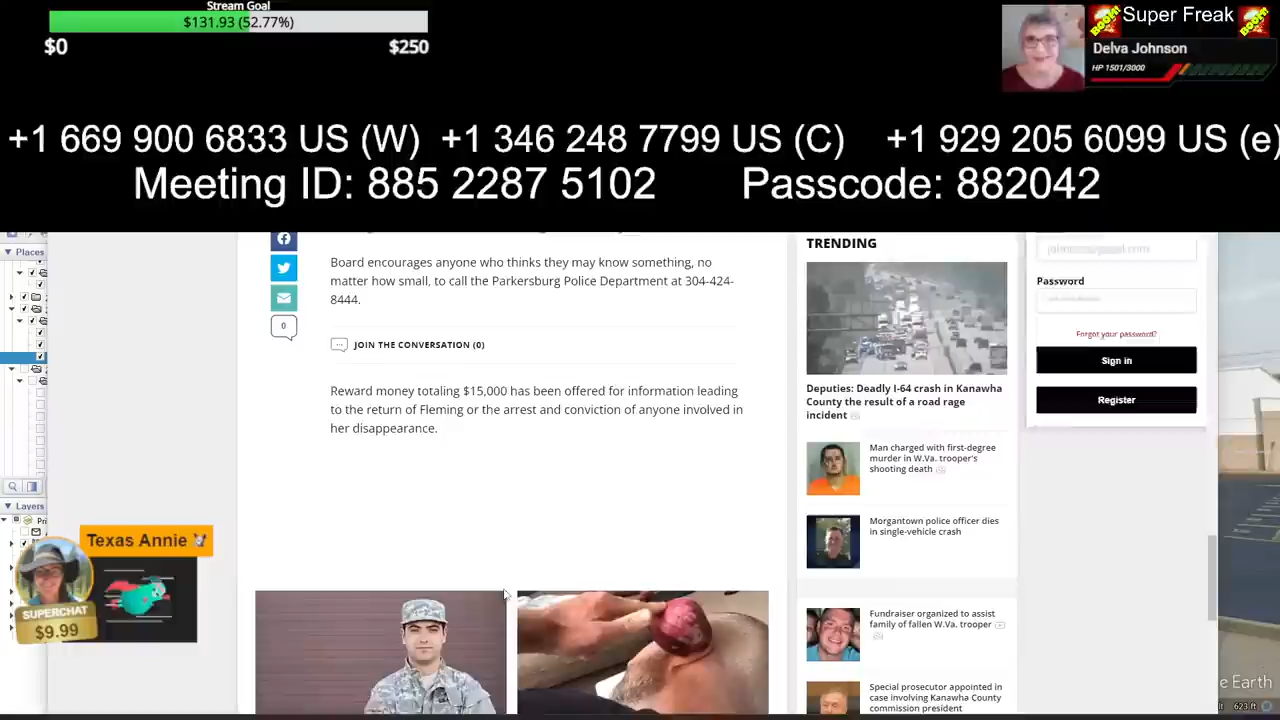 Stream Goal
$131.93 (52.77%)
$0
$250
Super Freak
BOOM!
BOOM!
Delva Johnson
HP 1501/3000
+1 669 900 6833 US (W) +1 346 248 7799 US (C) +1 929 205 6099 US (e)
Meeting ID: 885 2287 5102 Passcode: 882042
Places
Board encourages anyone who thinks they may know something, no
matter how small, to call the Parkersburg Police Department at 304-424-
8444.
0
JOIN THE CONVERSATION (0)
Reward money totaling $15,000 has been offered for information leading
to the return of Fleming or the arrest and conviction of anyone involved in
her disappearance.
TRENDING
Deputies: Deadly I-64 crash in Kanawha
County the result of a road rage
incident
Man charged with first-degree
murder in W.Va. trooper's
shooting death
Morgantown police officer dies
in single-vehicle crash
Fundraiser organized to assist
family of fallen W.Va. trooper
Special prosecutor appointed in
case involving Kanawha County
commission president
Password
Forgot your password?
Sign in
Register
Layers
Pri
Texas Annie
SUPERCHAT
$9.99
e Earth
623 ft